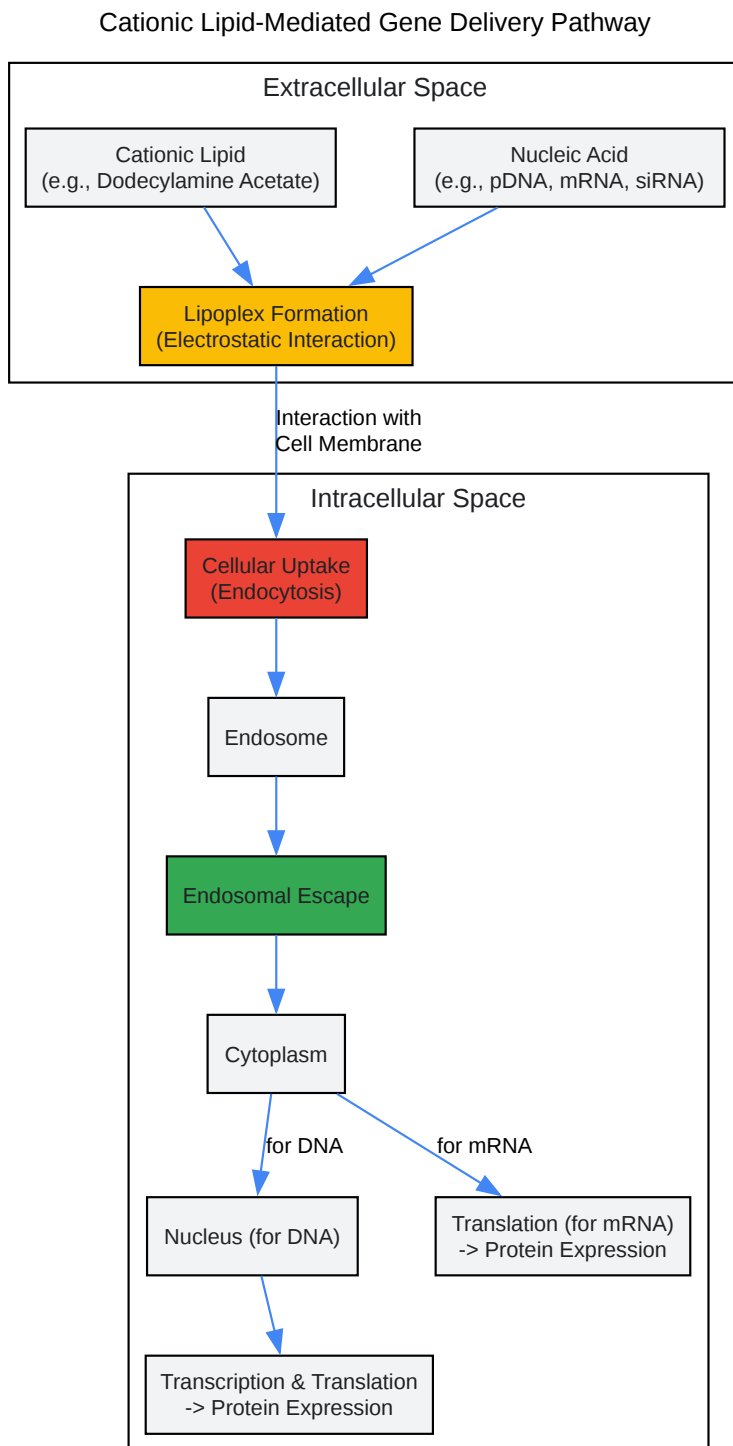 Cationic Lipid-Mediated Gene Delivery Pathway
Extracellular Space
Cationic Lipid
(e.g., Dodecylamine Acetate)
Nucleic Acid
(e.g., pDNA, mRNA, siRNA)
Lipoplex Formation
(Electrostatic Interaction)
Interaction with
Cell Membrane
Intracellular Space
Cellular Uptake
(Endocytosis)
Endosome
Endosomal Escape
Cytoplasm
for DNA
for mRNA
Nucleus (for DNA)
Translation (for mRNA)
-> Protein Expression
Transcription & Translation
-> Protein Expression